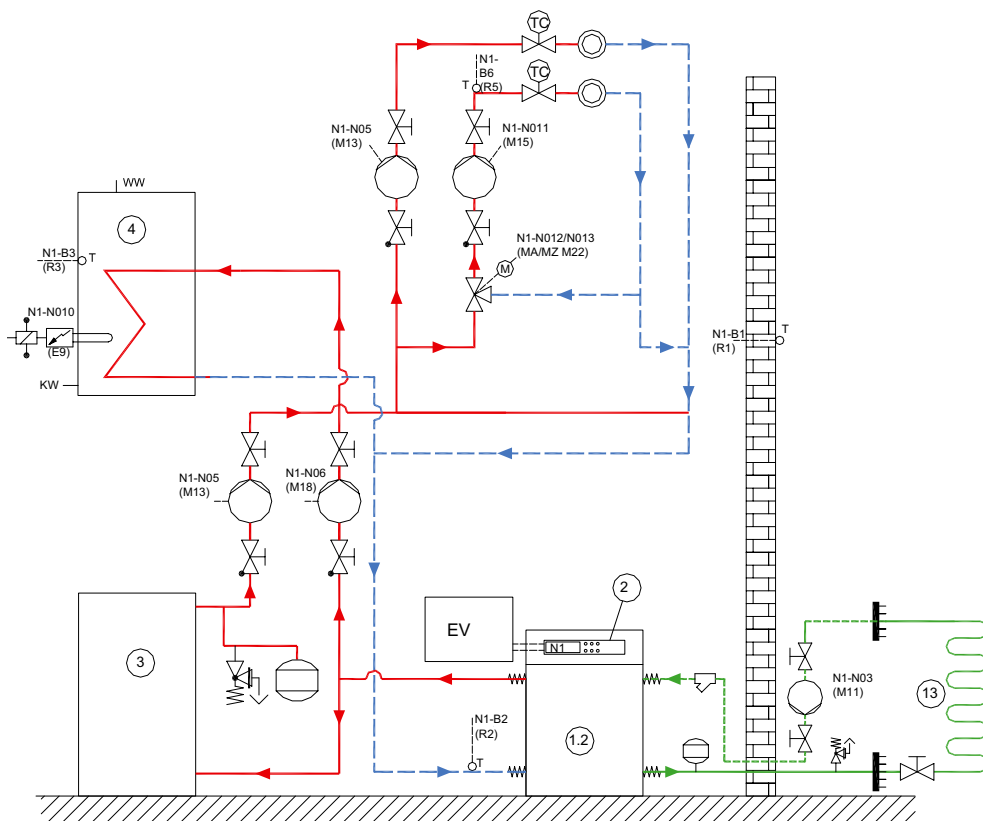 TC
N1-
B6
(R5)
T
TC
N1-N05
(M13)
N1-N011
(M15)
WW
4
N1-B3
(R3)
T
N1-N012/N013
(MA/MZ M22)
M
N1-N010
(E9)
KW
N1-B1
(R1)
T
N1-N05
(M13)
N1-N06
(M18)
2
EV
N1
3
N1-N03
(M11)
13
N1-B2
(R2)
T
1.2